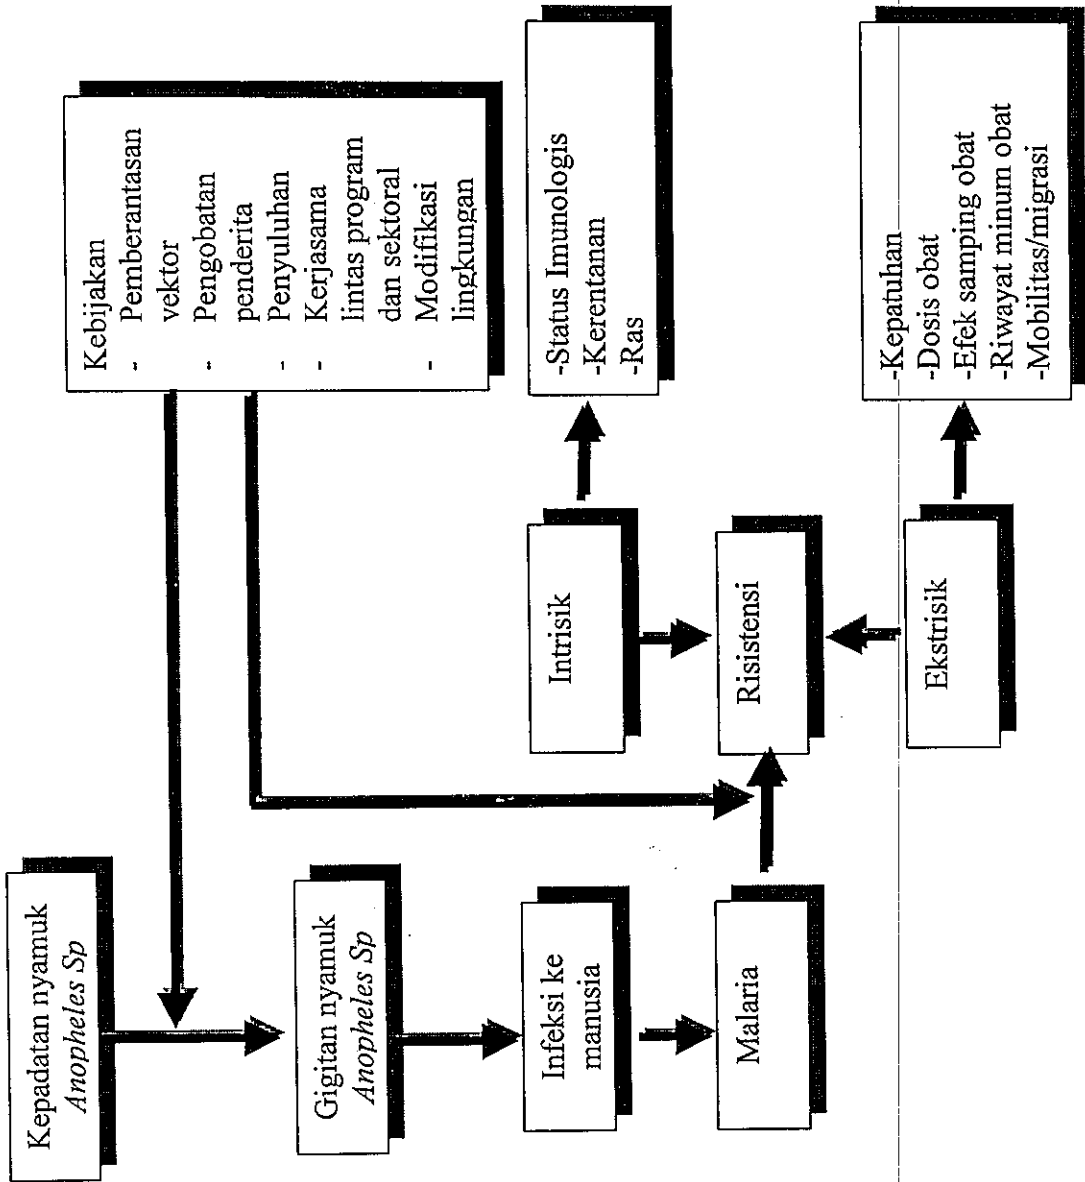 Kepadatan nyamuk
Anopheles Sp
Gigitan nyamuk
Anopheles Sp
Infeksi ke
manusia
Malaria
Kebijakan
- Pemberantasan
vektor
- Pengobatan
penderita
- Penyuluhan
- Kerjasama
lintas program
dan sektoral
- Modifikasi
lingkungan
Intrisik
Risistensi
Ekstrisik
-Status Imunologis
-Kerentanan
-Ras
-Kepatuhan
-Dosis obat
-Efek samping obat
-Riwayat minum obat
-Mobilitas/migrasi